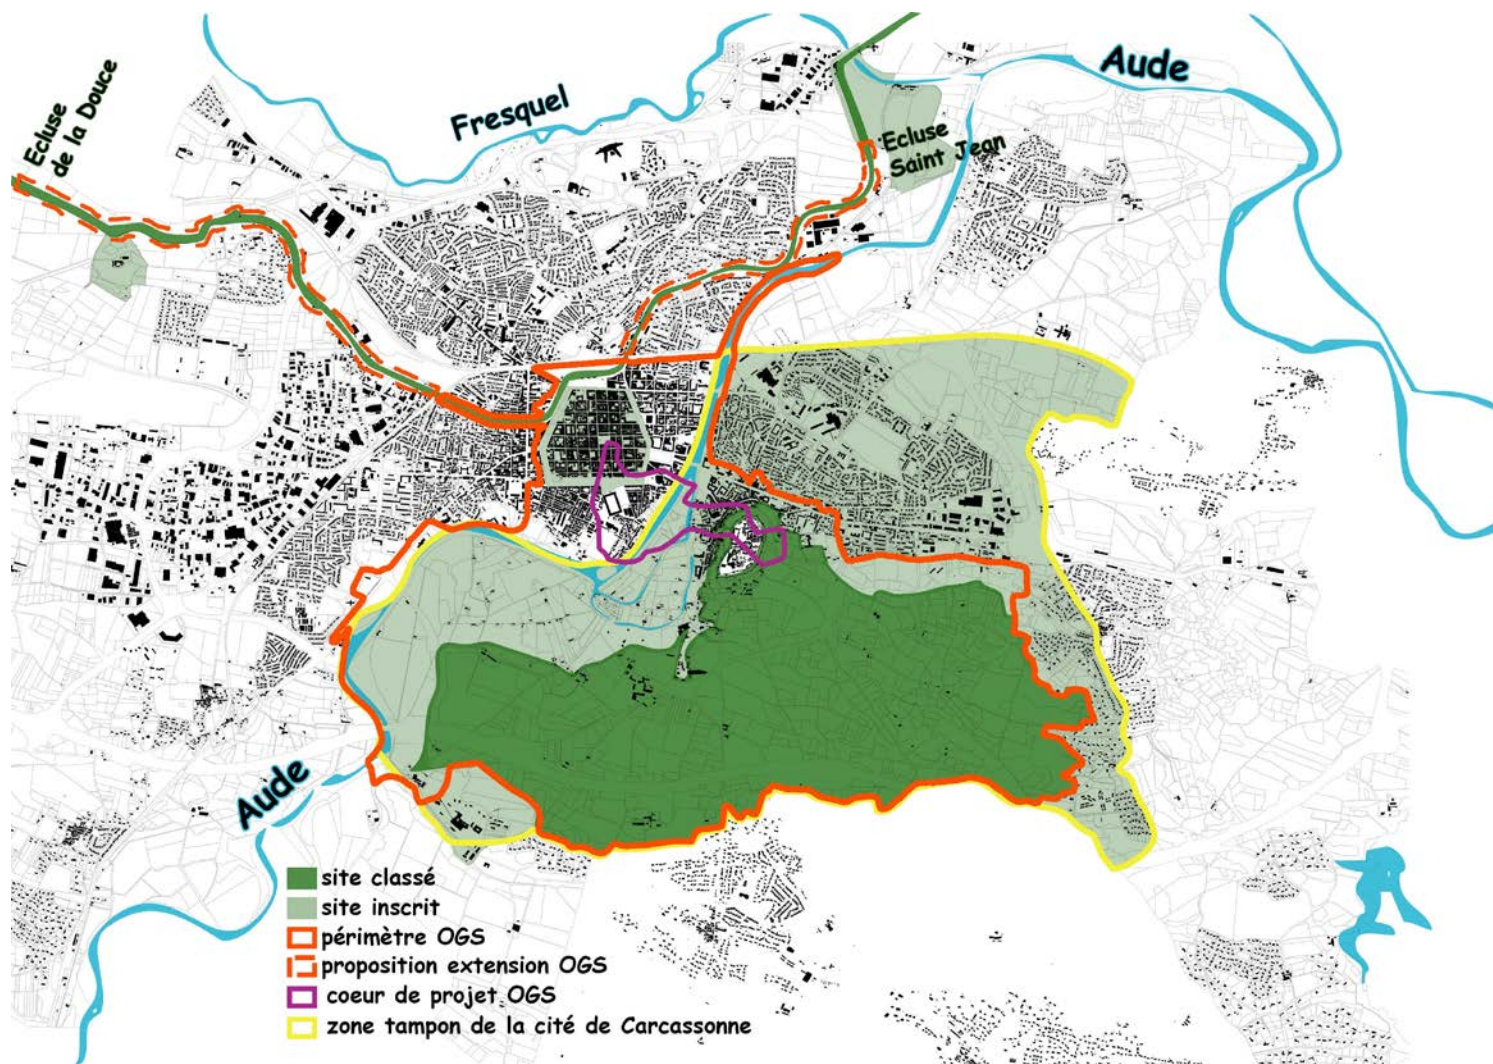 Aude
Fresquel
Ecluse
de la Douce
Ecluse
Saint Jean
Aude
site classé
site inscrit
périmètre OGS
proposition extension OGS
coeur de projet OGS
zone tampon de la cité de Carcassonne